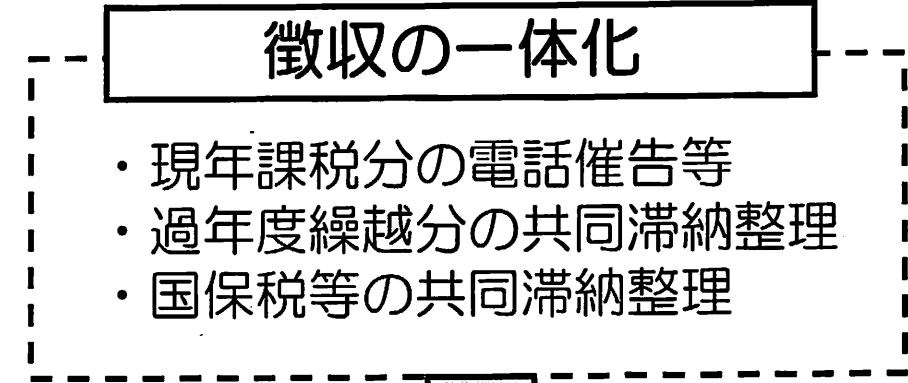 徴収の一体化
・現年課税分の電話催告等
・過年度繰越分の共同滞納整理
・国保税等の共同滞納整理